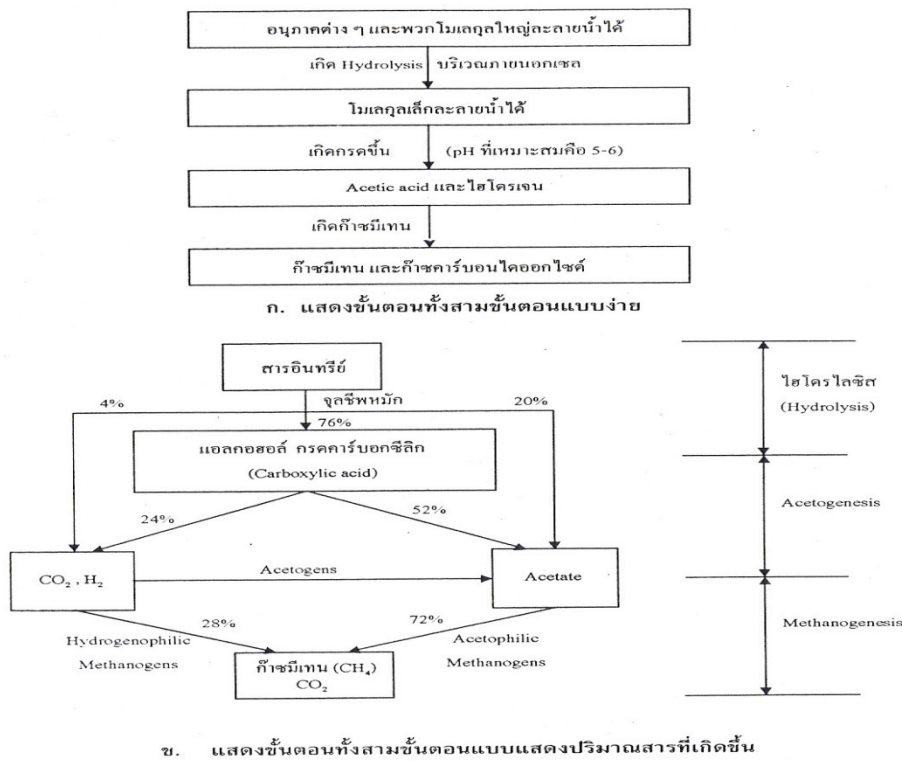 อนุภาคต่าง ๆ และพวกโมเลกุลใหญ่ละลายน้ำได้
เกิด Hydrolysis บริเวณภายนอกเซล
โมเลกุลเล็กละลายน้ำได้
เกิดกรดขึ้น (pH ที่เหมาะสมคือ 5-6)
Acetic acid และไฮโดรเจน
เกิดก๊าซมีเทน
ก๊าซมีเทน และก๊าซคาร์บอนไดออกไซด์
ก. แสดงขั้นตอนทั้งสามขั้นตอนแบบง่าย
สารอินทรีย์
ไฮโดรไลซิส
(Hydrolysis)
4% จุลชีพหมัก 20%
76%
แอลกอฮอล์ กรดคาร์บอกซีลิก
(Carboxylic acid)
Acetogenesis
24% 52%
CO₂ , H₂ Acetogens Acetate
Hydrogenophilic 28% 72% Acetophilic
Methanogens Methanogens
Methanogenesis
ก๊าซมีเทน (CH₄)
CO₂
ข. แสดงขั้นตอนทั้งสามขั้นตอนแบบแสดงปริมาณสารที่เกิดขึ้น